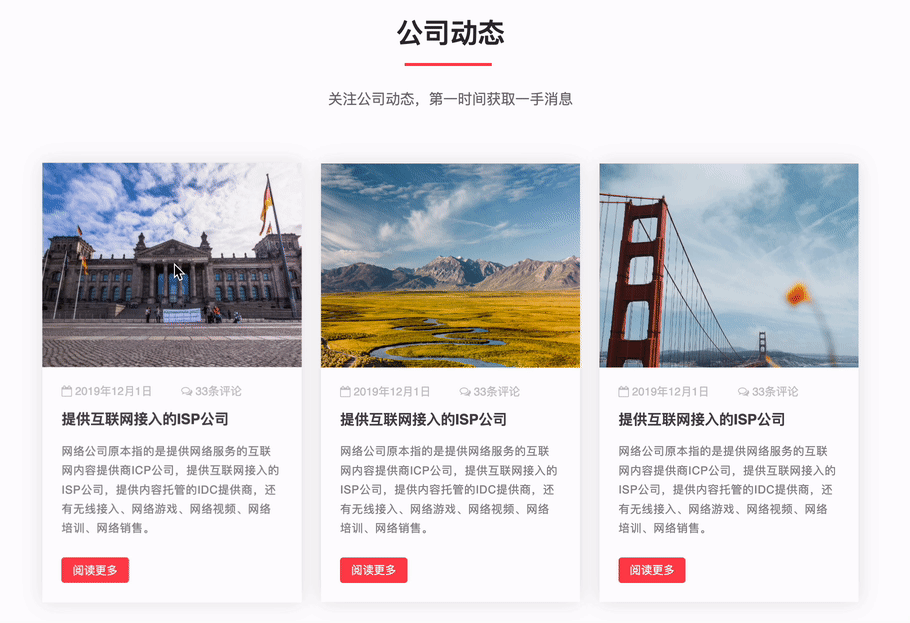 公司动态
关注公司动态，第一时间获取一手消息
2019年12月1日 33条评论
提供互联网接入的ISP公司
网络公司原本指的是提供网络服务的互联
网内容提供商ICP公司，提供互联网接入的
ISP公司，提供内容托管的IDC提供商，还
有无线接入、网络游戏、网络视频、网络
培训、网络销售。
阅读更多
2019年12月1日 33条评论
提供互联网接入的ISP公司
网络公司原本指的是提供网络服务的互联
网内容提供商ICP公司，提供互联网接入的
ISP公司，提供内容托管的IDC提供商，还
有无线接入、网络游戏、网络视频、网络
培训、网络销售。
阅读更多
2019年12月1日 33条评论
提供互联网接入的ISP公司
网络公司原本指的是提供网络服务的互联
网内容提供商ICP公司，提供互联网接入的
ISP公司，提供内容托管的IDC提供商，还
有无线接入、网络游戏、网络视频、网络
培训、网络销售。
阅读更多